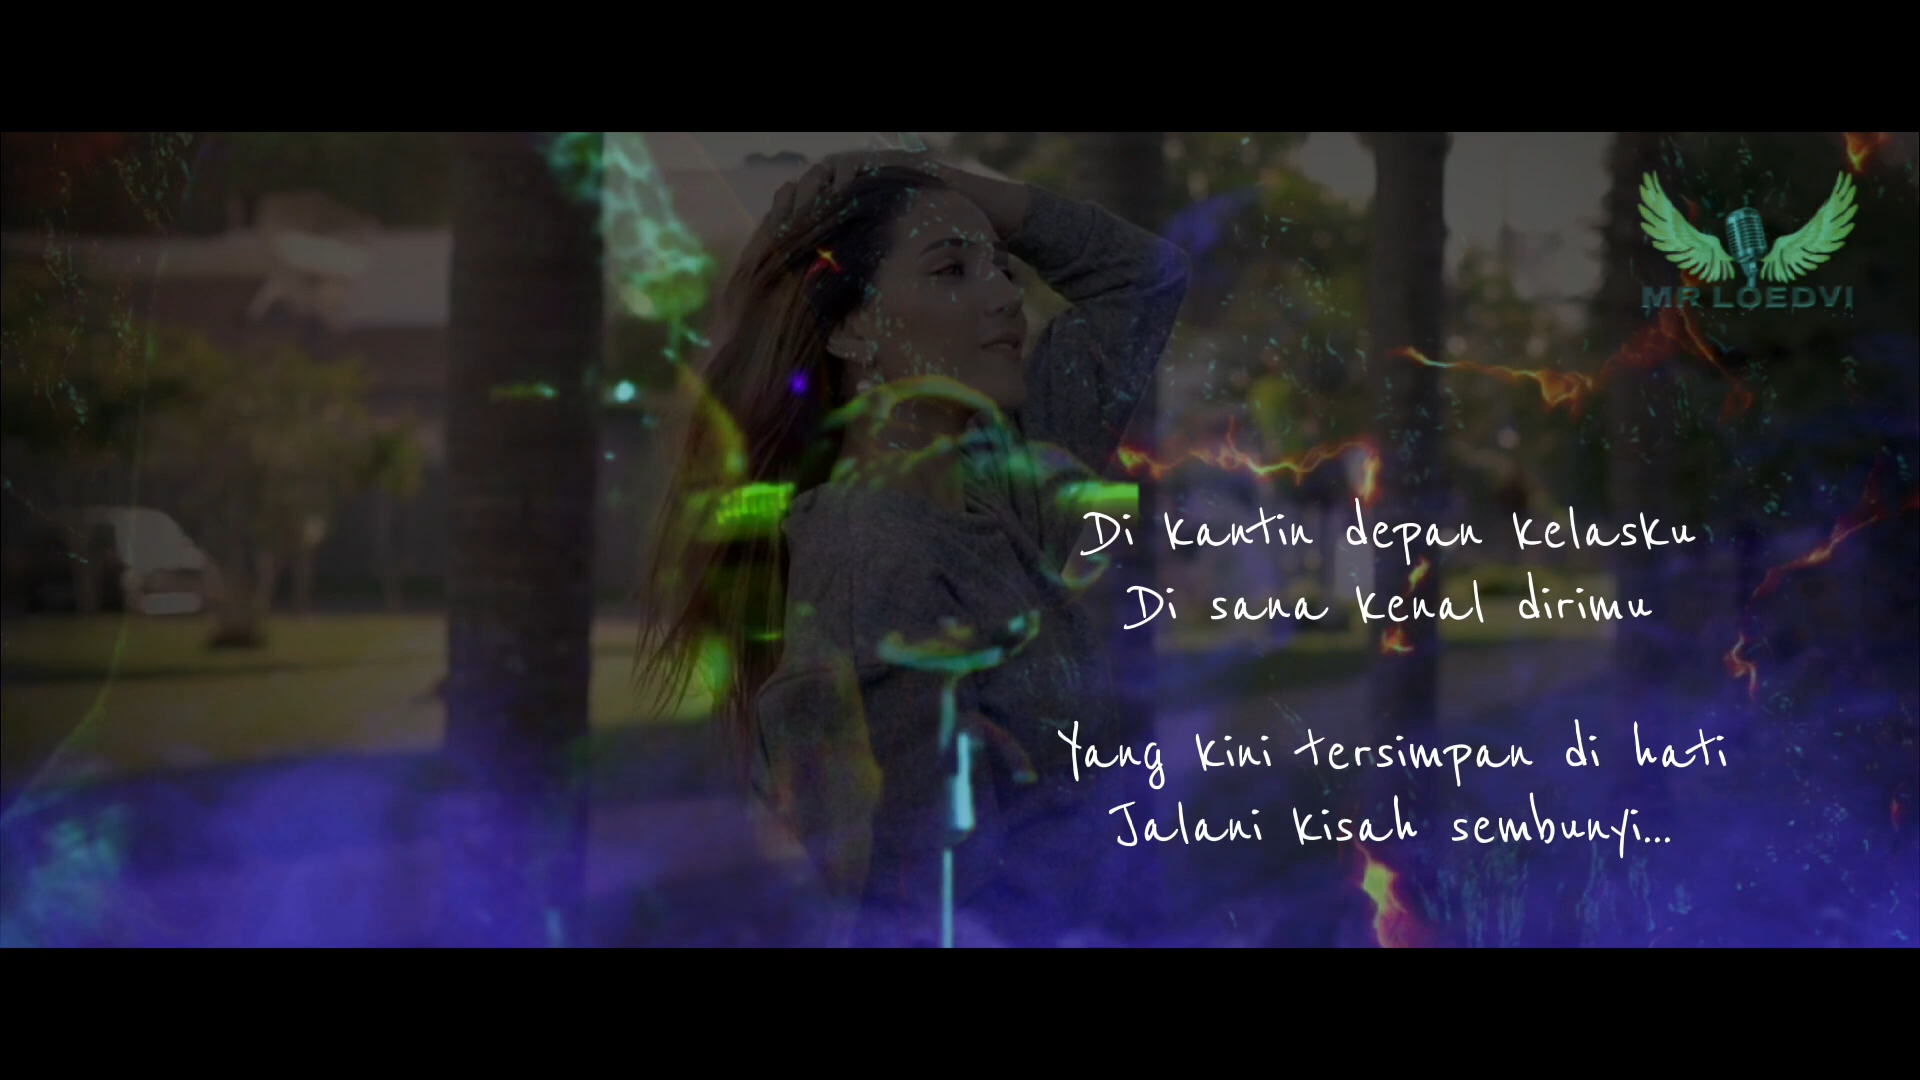 MR LOEDVI
Di kantin depan kelasku
Di sana kenal dirimu
Yang kini tersimpan di hati
Jalani kisah sembunyi...